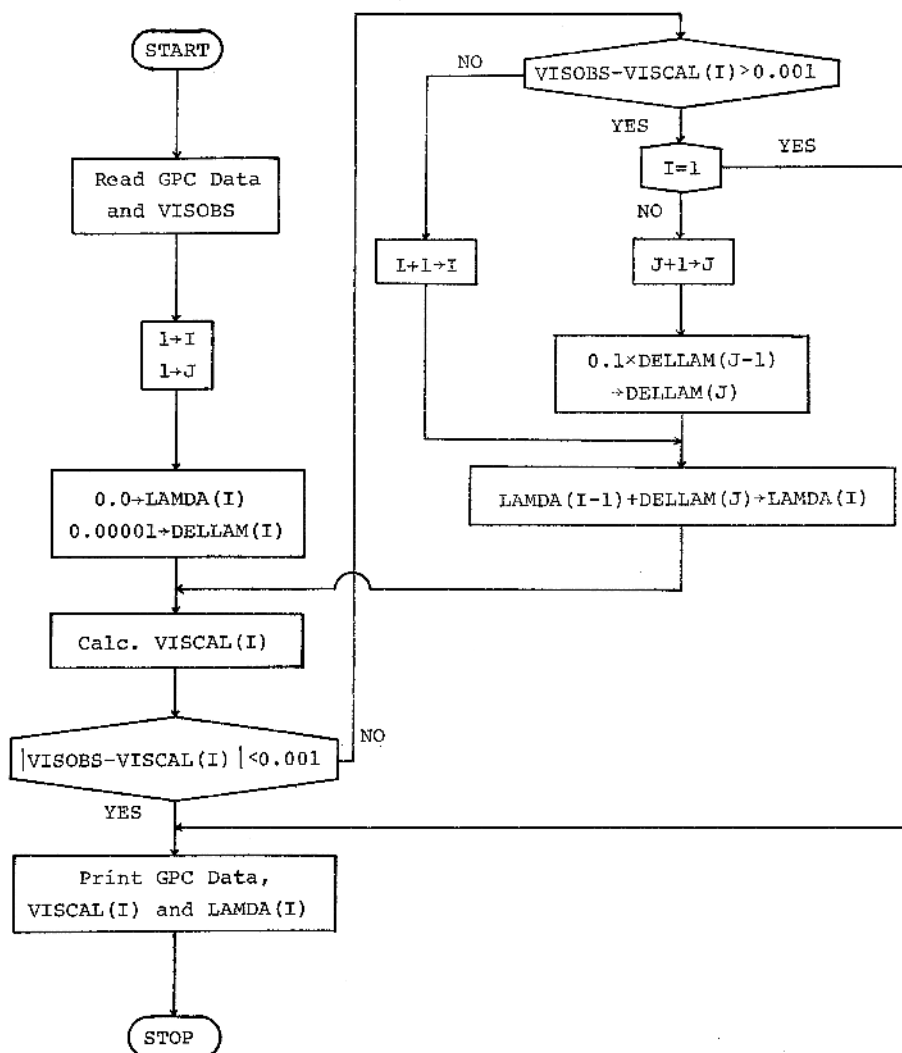 START
Read GPC Data
and VISOBS
1→I
1→J
0.0→LAMDA(I)
0.00001→DELLAM(I)
Calc. VISCAL(I)
|VISOBS-VISCAL(I)|<0.001
NO
YES
Print GPC Data,
VISCAL(I) and LAMDA(I)
STOP
VISOBS-VISCAL(I)>0.001
NO
YES
I=1
YES
NO
I+1→I
J+1→J
0.1×DELLAM(J-1)
→DELLAM(J)
LAMDA(I-1)+DELLAM(J)→LAMDA(I)